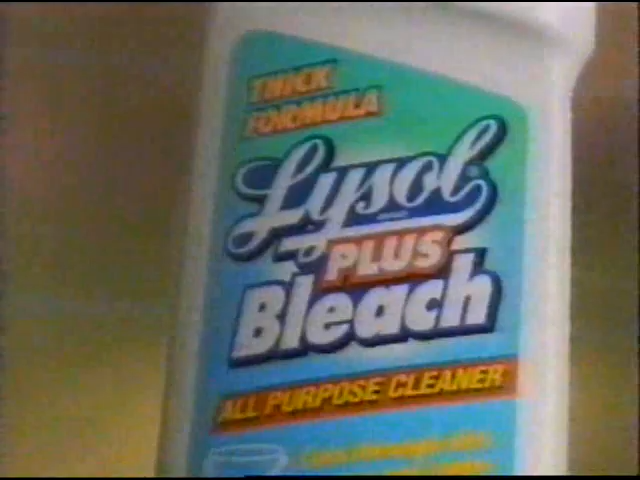 THICK
FORMULA
Lysol
PLUS
Bleach
ALL PURPOSE CLEANER